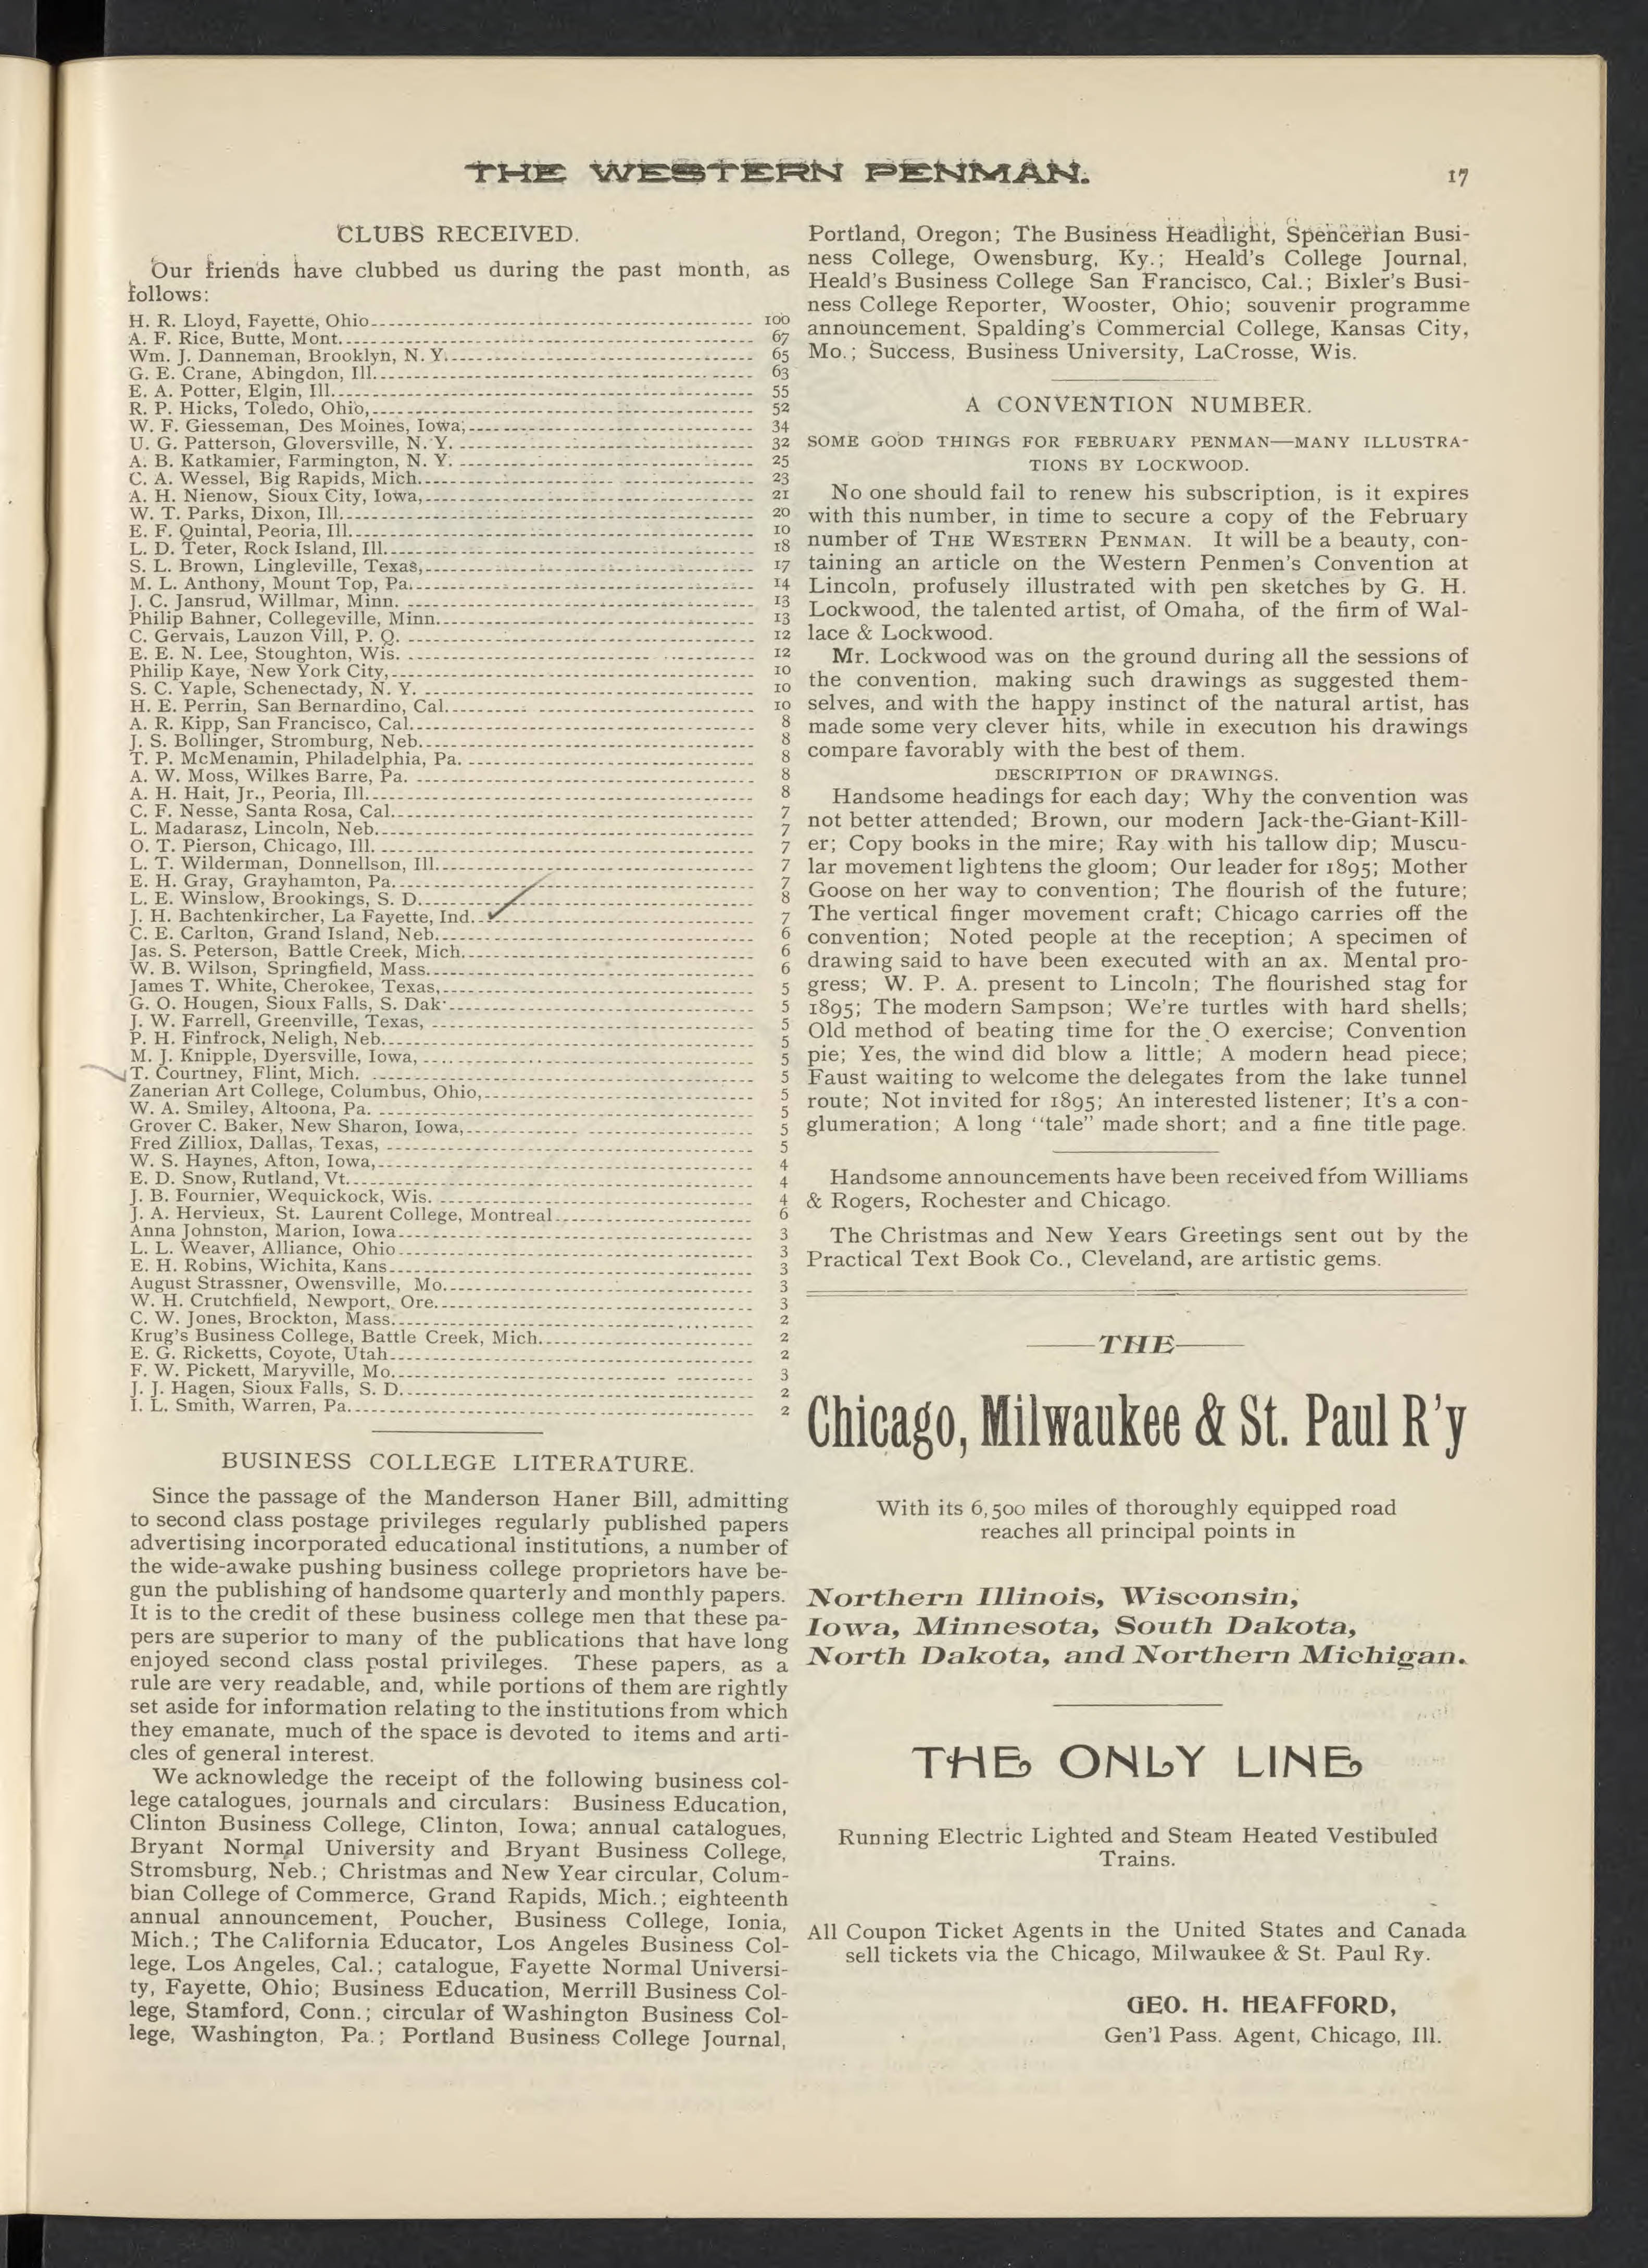 THE WESTERN PENMAN.
17
CLUBS RECEIVED.
Our friends have clubbed us during the past month, as
follows:
H. R. Lloyd, Fayette, Ohio 100
A. F. Rice, Butte, Mont. 67
Wm. J. Danneman, Brooklyn, N. Y. 65
G. E. Crane, Abingdon, Ill. 63
E. A. Potter, Elgin, Ill. 55
R. P. Hicks, Toledo, Ohio, 52
W. F. Giesseman, Des Moines, Iowa, 34
U. G. Patterson, Gloversville, N. Y. 32
A. B. Katkamier, Farmington, N. Y. 25
C. A. Wessel, Big Rapids, Mich. 23
A. H. Nienow, Sioux City, Iowa, 21
W. T. Parks, Dixon, Ill. 20
E. F. Quintal, Peoria, Ill. 10
L. D. Teter, Rock Island, Ill. 18
S. L. Brown, Lingleville, Texas, 17
M. L. Anthony, Mount Top, Pa. 14
J. C. Jansrud, Willmar, Minn. 13
Philip Bahner, Collegeville, Minn. 13
C. Gervais, Lauzon Vill, P. Q. 12
E. E. N. Lee, Stoughton, Wis. 12
Philip Kaye, New York City, 10
S. C. Yaple, Schenectady, N. Y. 10
H. E. Perrin, San Bernardino, Cal. 10
A. R. Kipp, San Francisco, Cal. 8
J. S. Bollinger, Stromburg, Neb. 8
T. P. McMenamin, Philadelphia, Pa. 8
A. W. Moss, Wilkes Barre, Pa. 8
A. H. Hait, Jr., Peoria, Ill. 8
C. F. Nesse, Santa Rosa, Cal. 7
L. Madarasz, Lincoln, Neb. 7
O. T. Pierson, Chicago, Ill. 7
L. T. Wilderman, Donnellson, Ill. 7
E. H. Gray, Grayhamton, Pa. 7
L. E. Winslow, Brookings, S. D. 8
J. H. Bachtenkircher, La Fayette, Ind. 7
C. E. Carlton, Grand Island, Neb. 6
Jas. S. Peterson, Battle Creek, Mich. 6
W. B. Wilson, Springfield, Mass. 6
James T. White, Cherokee, Texas, 5
G. O. Hougen, Sioux Falls, S. Dak. 5
J. W. Farrell, Greenville, Texas, 5
P. H. Finfrock, Neligh, Neb. 5
M. J. Knipple, Dyersville, Iowa, 5
T. Courtney, Flint, Mich. 5
Zanerian Art College, Columbus, Ohio, 5
W. A. Smiley, Altoona, Pa. 5
Grover C. Baker, New Sharon, Iowa, 5
Fred Zilliox, Dallas, Texas, 5
W. S. Haynes, Afton, Iowa, 4
E. D. Snow, Rutland, Vt. 4
J. B. Fournier, Wequickock, Wis. 4
J. A. Hervieux, St. Laurent College, Montreal 6
Anna Johnston, Marion, Iowa 3
L. L. Weaver, Alliance, Ohio 3
E. H. Robins, Wichita, Kans 3
August Strassner, Owensville, Mo. 3
W. H. Crutchfield, Newport, Ore. 3
C. W. Jones, Brockton, Mass. 2
Krug's Business College, Battle Creek, Mich. 2
E. G. Ricketts, Coyote, Utah 2
F. W. Pickett, Maryville, Mo. 3
J. J. Hagen, Sioux Falls, S. D. 2
I. L. Smith, Warren, Pa. 2
BUSINESS COLLEGE LITERATURE.
Since the passage of the Manderson Haner Bill, admitting
to second class postage privileges regularly published papers
advertising incorporated educational institutions, a number of
the wide-awake pushing business college proprietors have be-
gun the publishing of handsome quarterly and monthly papers.
It is to the credit of these business college men that these pa-
pers are superior to many of the publications that have long
enjoyed second class postal privileges. These papers, as a
rule are very readable, and, while portions of them are rightly
set aside for information relating to the institutions from which
they emanate, much of the space is devoted to items and arti-
cles of general interest.
We acknowledge the receipt of the following business col-
lege catalogues, journals and circulars: Business Education,
Clinton Business College, Clinton, Iowa; annual catalogues,
Bryant Normal University and Bryant Business College,
Stromsburg, Neb.; Christmas and New Year circular, Colum-
bian College of Commerce, Grand Rapids, Mich.; eighteenth
annual announcement, Poucher, Business College, Ionia,
Mich.; The California Educator, Los Angeles Business Col-
lege, Los Angeles, Cal.; catalogue, Fayette Normal Universi-
ty, Fayette, Ohio; Business Education, Merrill Business Col-
lege, Stamford, Conn.; circular of Washington Business Col-
lege, Washington, Pa.; Portland Business College Journal,
Portland, Oregon; The Business Headlight, Spencerian Busi-
ness College, Owensburg, Ky.; Heald's College Journal,
Heald's Business College San Francisco, Cal.; Bixler's Busi-
ness College Reporter, Wooster, Ohio; souvenir programme
announcement, Spalding's Commercial College, Kansas City,
Mo.; Success, Business University, LaCrosse, Wis.
A CONVENTION NUMBER.
SOME GOOD THINGS FOR FEBRUARY PENMAN—MANY ILLUSTRA-
TIONS BY LOCKWOOD.
No one should fail to renew his subscription, is it expires
with this number, in time to secure a copy of the February
number of THE WESTERN PENMAN. It will be a beauty, con-
taining an article on the Western Penmen's Convention at
Lincoln, profusely illustrated with pen sketches by G. H.
Lockwood, the talented artist, of Omaha, of the firm of Wal-
lace & Lockwood.
Mr. Lockwood was on the ground during all the sessions of
the convention, making such drawings as suggested them-
selves, and with the happy instinct of the natural artist, has
made some very clever hits, while in execution his drawings
compare favorably with the best of them.
DESCRIPTION OF DRAWINGS.
Handsome headings for each day; Why the convention was
not better attended; Brown, our modern Jack-the-Giant-Kill-
er; Copy books in the mire; Ray with his tallow dip; Muscu-
lar movement lightens the gloom; Our leader for 1895; Mother
Goose on her way to convention; The flourish of the future;
The vertical finger movement craft; Chicago carries off the
convention; Noted people at the reception; A specimen of
drawing said to have been executed with an ax. Mental pro-
gress; W. P. A. present to Lincoln; The flourished stag for
1895; The modern Sampson; We're turtles with hard shells;
Old method of beating time for the O exercise; Convention
pie; Yes, the wind did blow a little; A modern head piece;
Faust waiting to welcome the delegates from the lake tunnel
route; Not invited for 1895; An interested listener; It's a con-
glumeration; A long "tale" made short; and a fine title page.
Handsome announcements have been received from Williams
& Rogers, Rochester and Chicago.
The Christmas and New Years Greetings sent out by the
Practical Text Book Co., Cleveland, are artistic gems.
THE
Chicago, Milwaukee & St. Paul R'y
With its 6,500 miles of thoroughly equipped road
reaches all principal points in
Northern Illinois, Wisconsin,
Iowa, Minnesota, South Dakota,
North Dakota, and Northern Michigan.
THE ONLY LINE
Running Electric Lighted and Steam Heated Vestibuled
Trains.
All Coupon Ticket Agents in the United States and Canada
sell tickets via the Chicago, Milwaukee & St. Paul Ry.
GEO. H. HEAFFORD,
Gen'l Pass. Agent, Chicago, Ill.